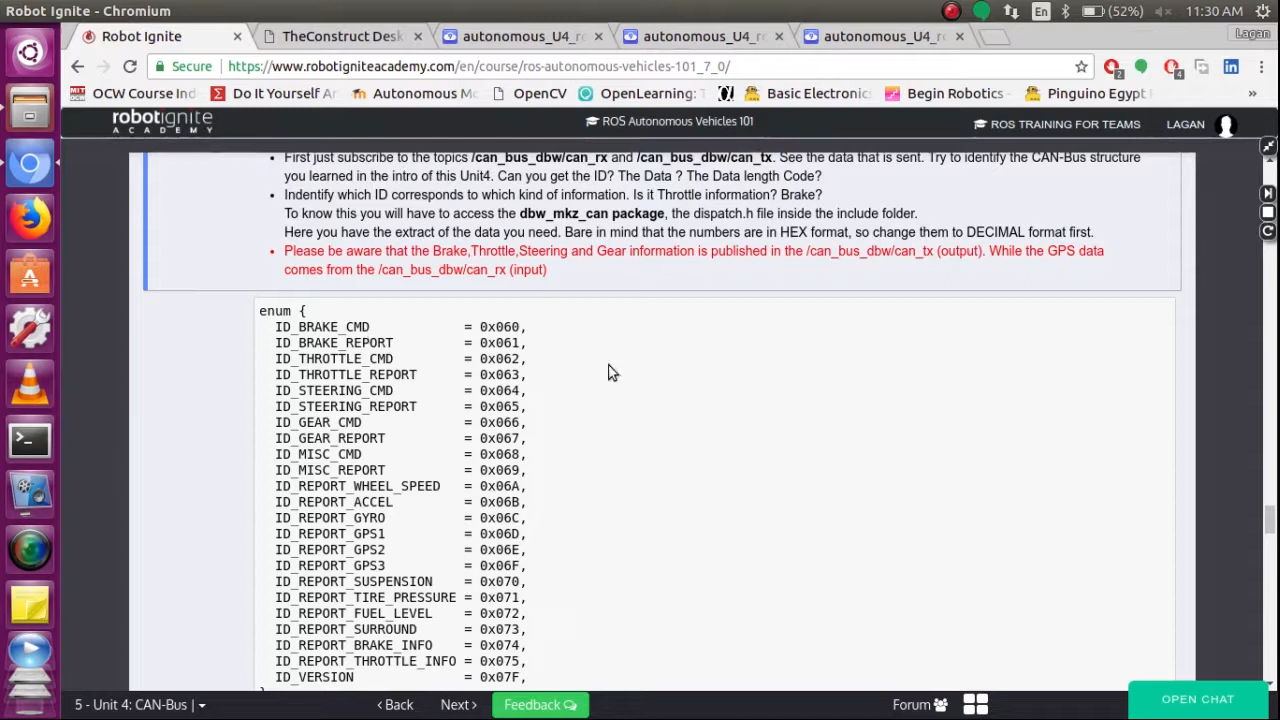 Robot Ignite - Chromium
En
(52%)
11:30 AM
Robot Ignite
TheConstruct Desk
autonomous_U4_ro
autonomous_U4_ro
autonomous_U4_ro
Lagan
Secure
https://www.robotigniteacademy.com/en/course/ros-autonomous-vehicles-101_7_0/
2
4
OCW Course Ind
Do It Yourself Ar
Autonomous Mo
OpenCV
OpenLearning: T
Basic Electronics
Begin Robotics -
Pinguino Egypt
»
robotignite
ACADEMY
ROS Autonomous Vehicles 101
ROS TRAINING FOR TEAMS
LAGAN
• First just subscribe to the topics /can_bus_dbw/can_rx and /can_bus_dbw/can_tx. See the data that is sent. Try to identify the CAN-Bus structure
you learned in the intro of this Unit4. Can you get the ID? The Data ? The Data length Code?
• Indentify which ID corresponds to which kind of information. Is it Throttle information? Brake?
To know this you will have to access the dbw_mkz_can package, the dispatch.h file inside the include folder.
Here you have the extract of the data you need. Bare in mind that the numbers are in HEX format, so change them to DECIMAL format first.
• Please be aware that the Brake,Throttle,Steering and Gear information is published in the /can_bus_dbw/can_tx (output). While the GPS data
comes from the /can_bus_dbw/can_rx (input)
enum {
ID_BRAKE_CMD = 0x060,
ID_BRAKE_REPORT = 0x061,
ID_THROTTLE_CMD = 0x062,
ID_THROTTLE_REPORT = 0x063,
ID_STEERING_CMD = 0x064,
ID_STEERING_REPORT = 0x065,
ID_GEAR_CMD = 0x066,
ID_GEAR_REPORT = 0x067,
ID_MISC_CMD = 0x068,
ID_MISC_REPORT = 0x069,
ID_REPORT_WHEEL_SPEED = 0x06A,
ID_REPORT_ACCEL = 0x06B,
ID_REPORT_GYRO = 0x06C,
ID_REPORT_GPS1 = 0x06D,
ID_REPORT_GPS2 = 0x06E,
ID_REPORT_GPS3 = 0x06F,
ID_REPORT_SUSPENSION = 0x070,
ID_REPORT_TIRE_PRESSURE = 0x071,
ID_REPORT_FUEL_LEVEL = 0x072,
ID_REPORT_SURROUND = 0x073,
ID_REPORT_BRAKE_INFO = 0x074,
ID_REPORT_THROTTLE_INFO = 0x075,
ID_VERSION = 0x07F,
5 - Unit 4: CAN-Bus |
Back
Next
Feedback
Forum
OPEN CHAT